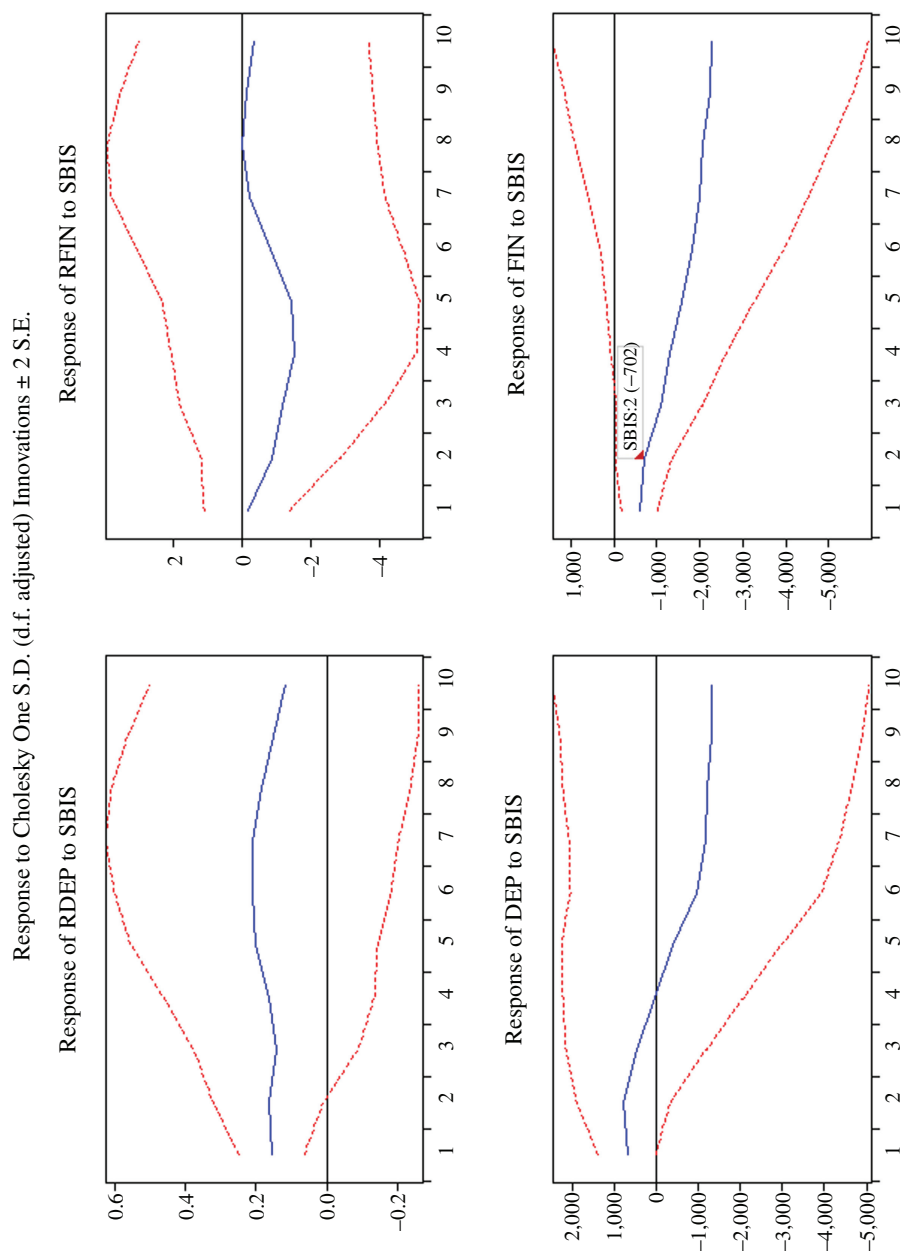 Response to Cholesky One S.D. (d.f. adjusted) Innovations ± 2 S.E.
Response of RDEP to SBIS
0.6
0.4
0.2
0.0
−0.2
1 2 3 4 5 6 7 8 9 10
Response of RFIN to SBIS
2
0
−2
−4
1 2 3 4 5 6 7 8 9 10
Response of DEP to SBIS
2,000
1,000
0
−1,000
−2,000
−3,000
−4,000
−5,000
1 2 3 4 5 6 7 8 9 10
Response of FIN to SBIS
1,000
0
−1,000
−2,000
−3,000
−4,000
−5,000
SBIS:2 (−702)
1 2 3 4 5 6 7 8 9 10